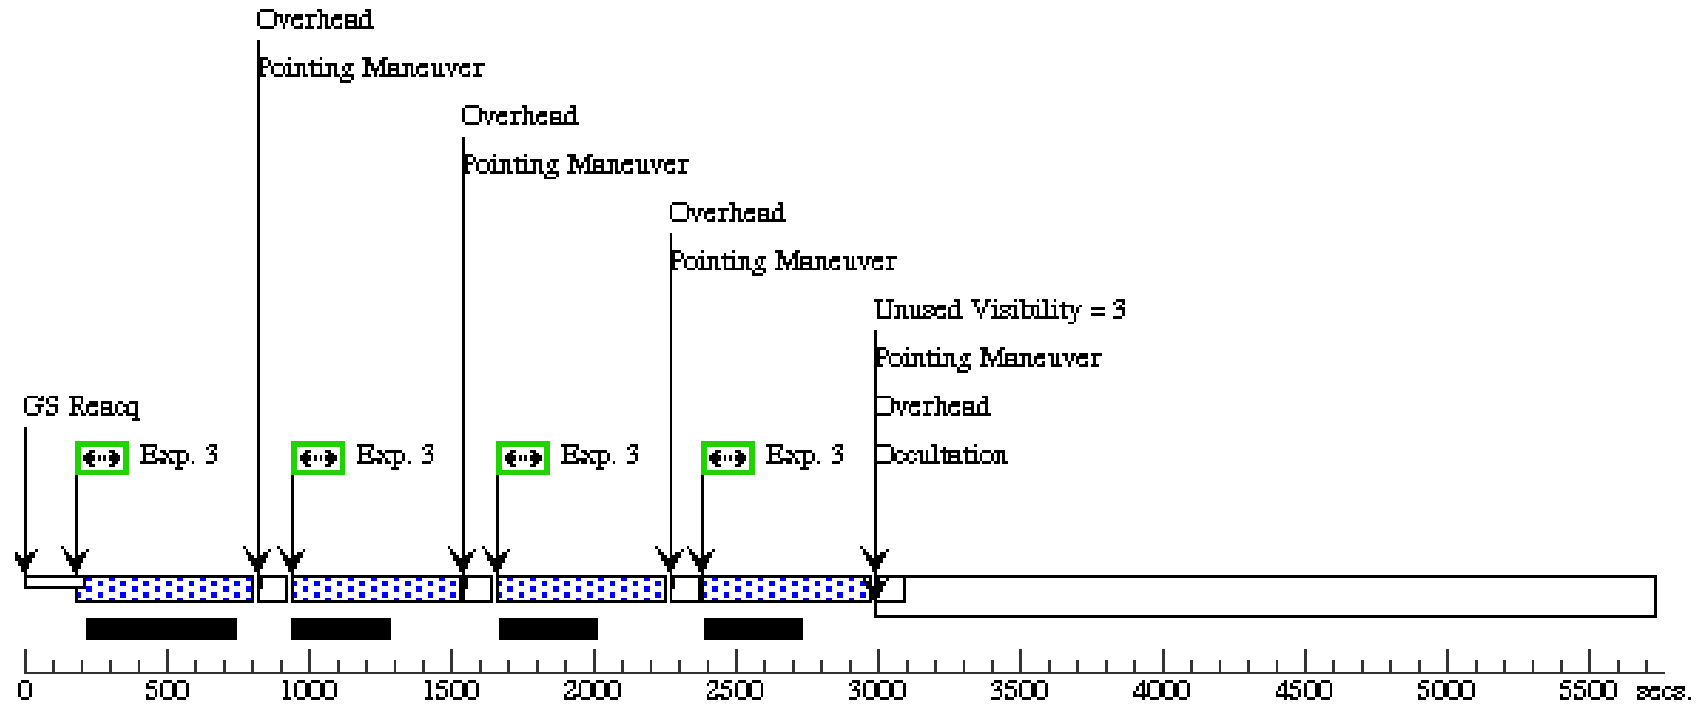 Overhead
Pointing Maneuver
Overhead
Pointing Maneuver
Overhead
Pointing Maneuver
Unused Visibility = 3
Pointing Maneuver
GS Reacq
Overhead
Exp. 3
Exp. 3
Exp. 3
Exp. 3
Occultation
0 500 1000 1500 2000 2500 3000 3500 4000 4500 5000 5500 secs.